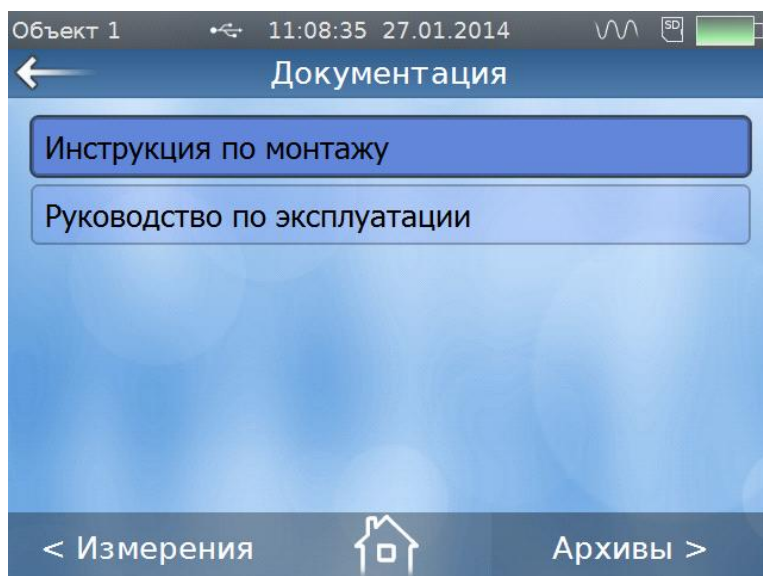 Объект 1 11:08:35 27.01.2014 SD
Документация
Инструкция по монтажу
Руководство по эксплуатации
< Измерения Архивы >